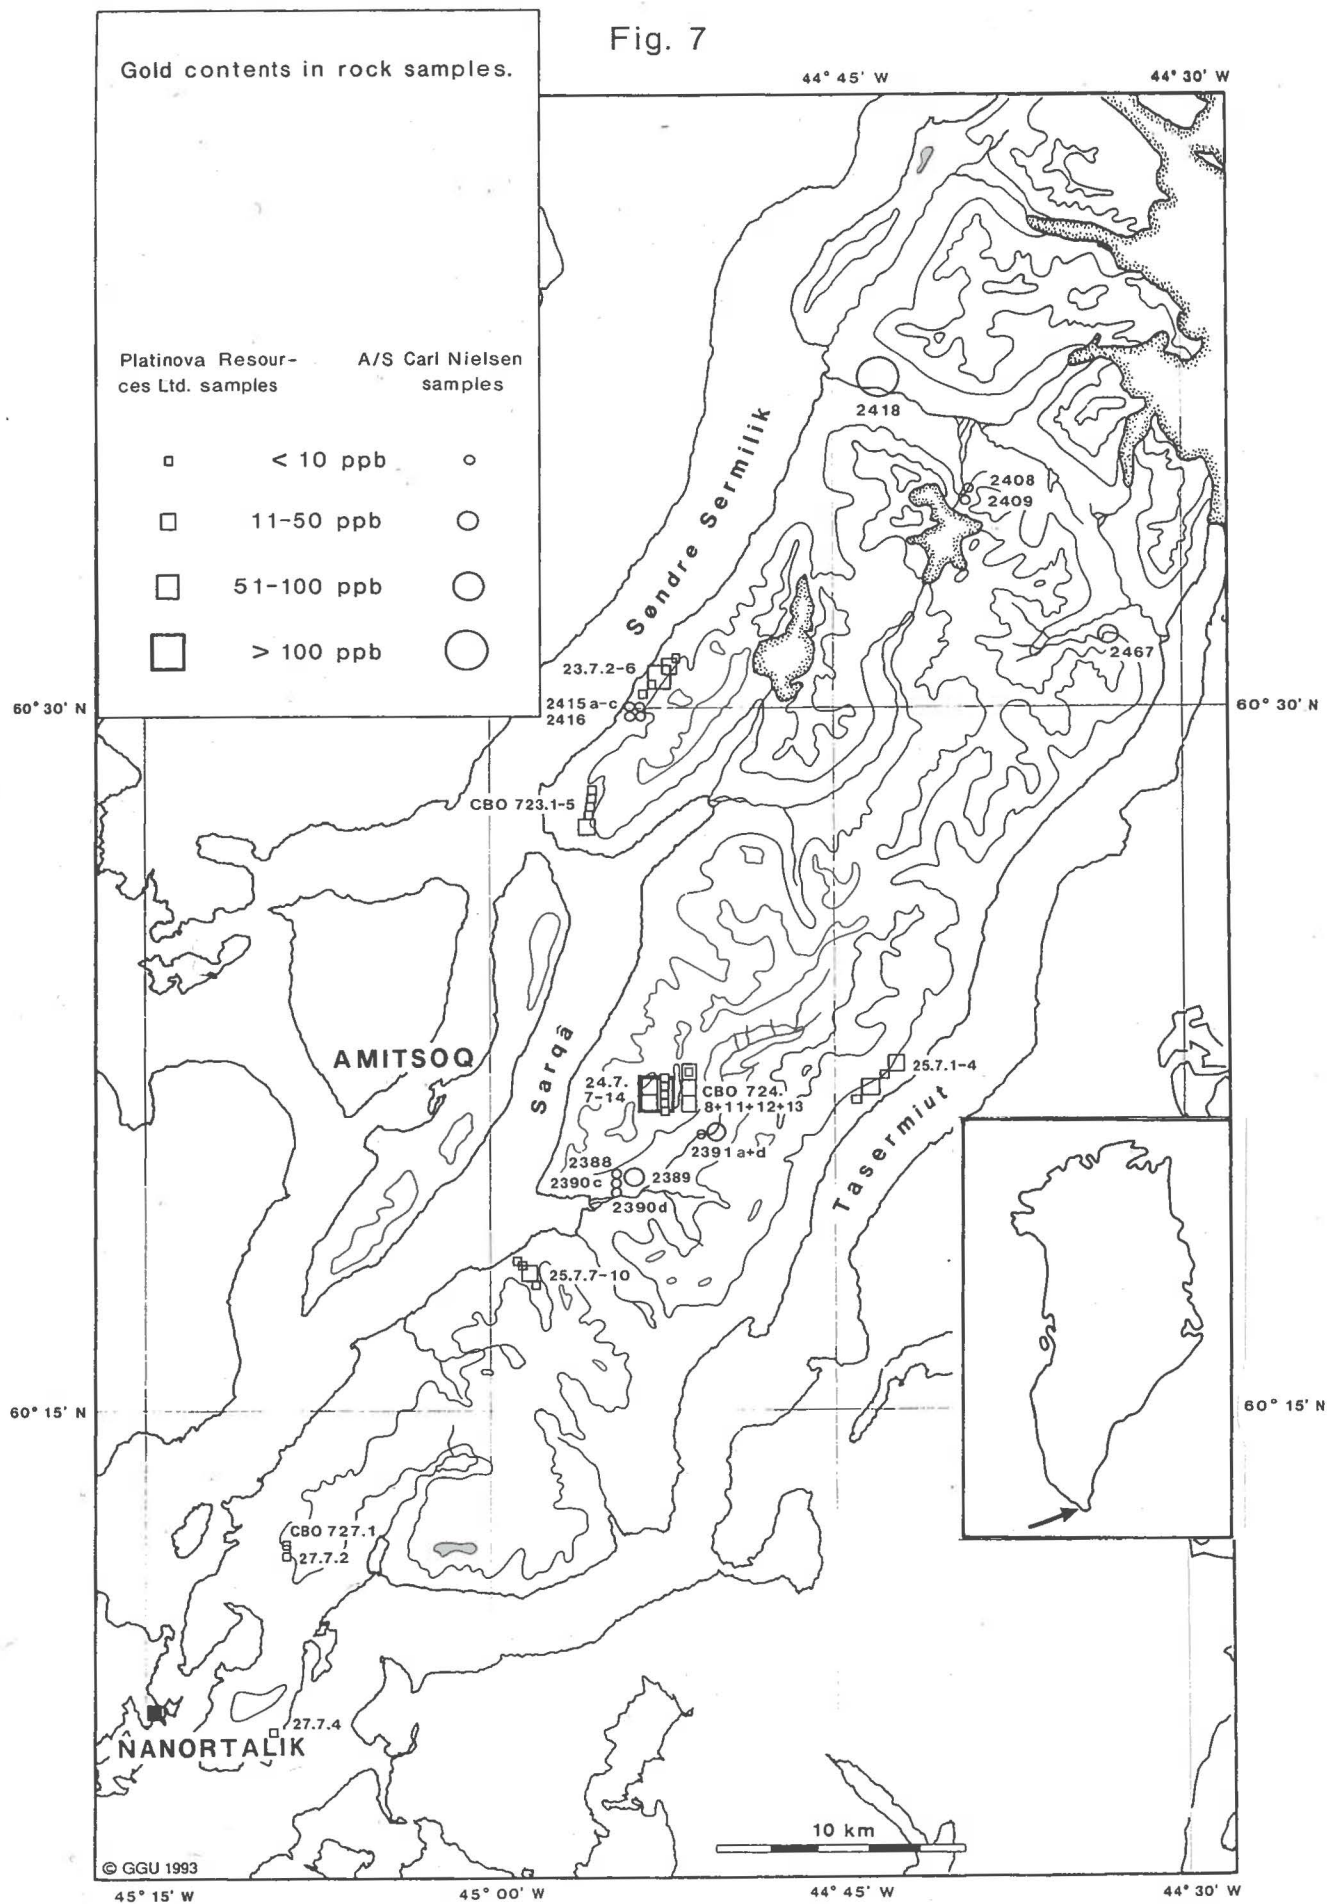 Fig. 7
Gold contents in rock samples.
44° 45' W
44° 30' W
Platinova Resour-
ces Ltd. samples
A/S Carl Nielsen
samples
< 10 ppb
11-50 ppb
51-100 ppb
> 100 ppb
2418
Søndre Sermilik
2408
2409
2467
23.7.2-6
2415 a-c
2416
60° 30' N
60° 30' N
CBO 723.1-5
AMITSOQ
Sarqâ
24.7.
7-14
CBO 724.
8+11+12+13
25.7.1-4
2391 a+d
2388
2390c
2389
2390d
Tasermiut
25.7.7-10
60° 15' N
60° 15' N
CBO 727.1
27.7.2
27.7.4
NANORTALIK
10 km
© GGU 1993
45° 15' W
45° 00' W
44° 45' W
44° 30' W